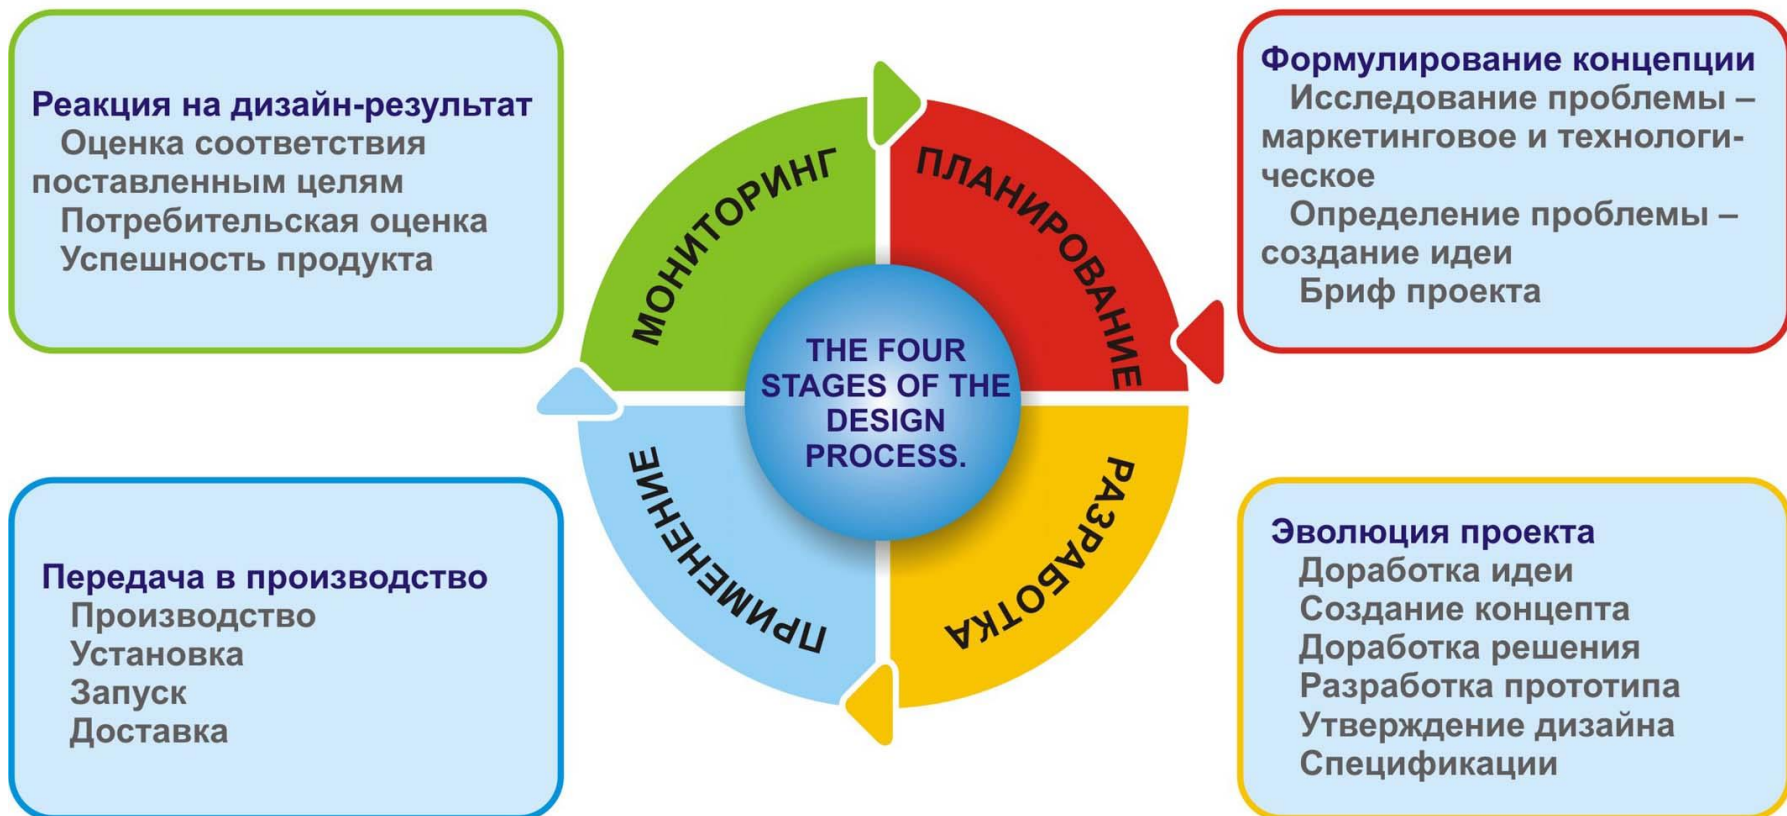 Реакция на дизайн-результат
Оценка соответствия
поставленным целям
Потребительская оценка
Успешность продукта
Формулирование концепции
Исследование проблемы –
маркетинговое и технологи-
ческое
Определение проблемы –
создание идеи
Бриф проекта
МОНИТОРИНГ
ПЛАНИРОВАНИЕ
THE FOUR
STAGES OF THE
DESIGN
PROCESS.
ПРИМЕНЕНИЕ
РАЗРАБОТКА
Передача в производство
Производство
Установка
Запуск
Доставка
Эволюция проекта
Доработка идеи
Создание концепта
Доработка решения
Разработка прототипа
Утверждение дизайна
Спецификации